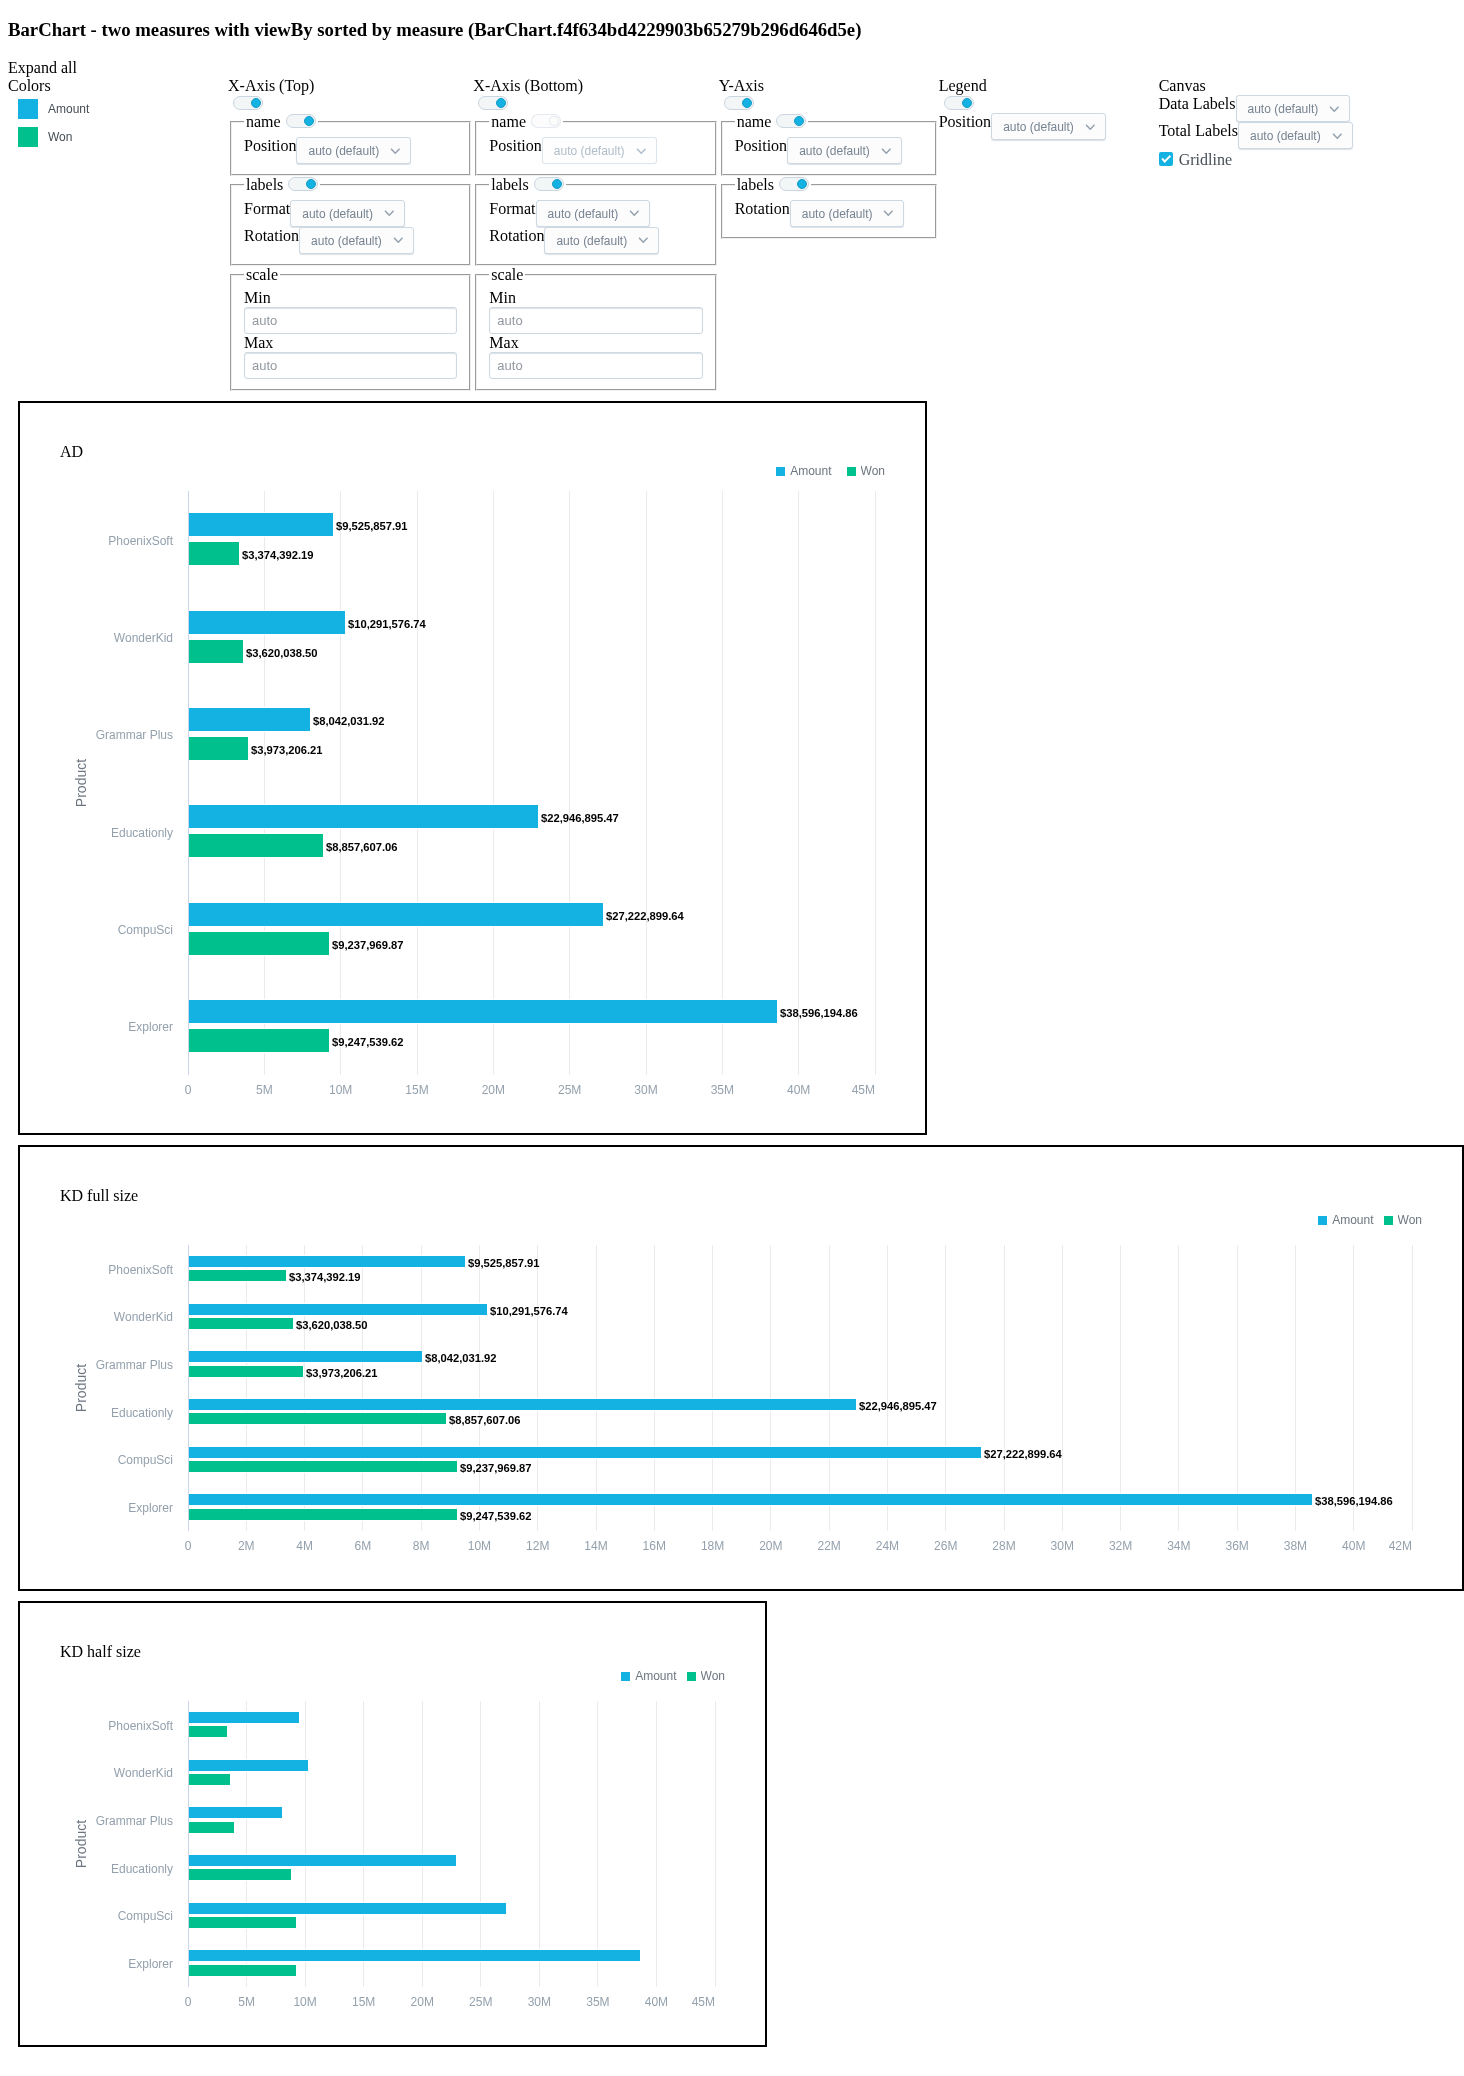 BarChart - two measures with viewBy sorted by measure (BarChart.f4f634bd4229903b65279b296d646d5e)
Expand all
Colors
Amount
Won
X-Axis (Top)
name
Position auto (default)
labels
Format auto (default)
Rotation auto (default)
scale
Min
auto
Max
auto
X-Axis (Bottom)
name
Position auto (default)
labels
Format auto (default)
Rotation auto (default)
scale
Min
auto
Max
auto
Y-Axis
name
Position auto (default)
labels
Rotation auto (default)
Legend
Position auto (default)
Canvas
Data Labels auto (default)
Total Labels auto (default)
Gridline
AD
Amount Won
Product
PhoenixSoft
$9,525,857.91
$3,374,392.19
WonderKid
$10,291,576.74
$3,620,038.50
Grammar Plus
$8,042,031.92
$3,973,206.21
Educationly
$22,946,895.47
$8,857,607.06
CompuSci
$27,222,899.64
$9,237,969.87
Explorer
$38,596,194.86
$9,247,539.62
0 5M 10M 15M 20M 25M 30M 35M 40M 45M
KD full size
Amount Won
Product
PhoenixSoft
$9,525,857.91
$3,374,392.19
WonderKid
$10,291,576.74
$3,620,038.50
Grammar Plus
$8,042,031.92
$3,973,206.21
Educationly
$22,946,895.47
$8,857,607.06
CompuSci
$27,222,899.64
$9,237,969.87
Explorer
$38,596,194.86
$9,247,539.62
0 2M 4M 6M 8M 10M 12M 14M 16M 18M 20M 22M 24M 26M 28M 30M 32M 34M 36M 38M 40M 42M
KD half size
Amount Won
Product
PhoenixSoft
WonderKid
Grammar Plus
Educationly
CompuSci
Explorer
0 5M 10M 15M 20M 25M 30M 35M 40M 45M